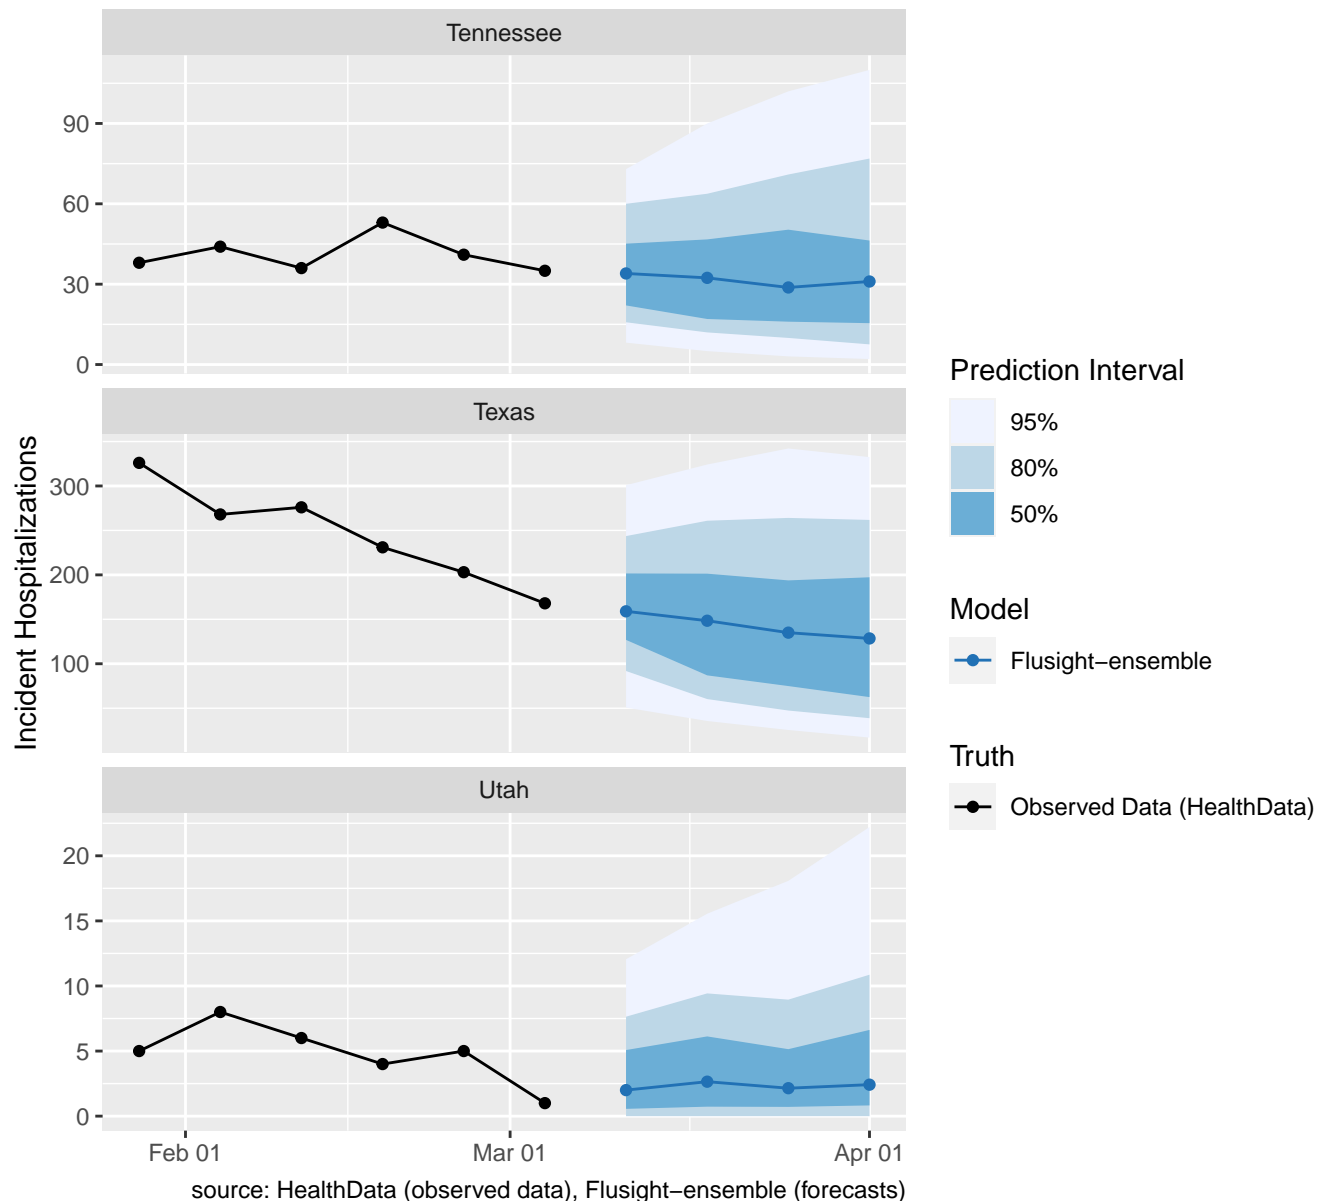 Tennessee
90
60
30
0
Texas
300
200
100
Utah
20
15
10
5
0
Feb 01
Mar 01
Apr 01
Incident Hospitalizations
source: HealthData (observed data), Flusight−ensemble (forecasts)
Prediction Interval
95%
80%
50%
Model
Flusight−ensemble
Truth
Observed Data (HealthData)